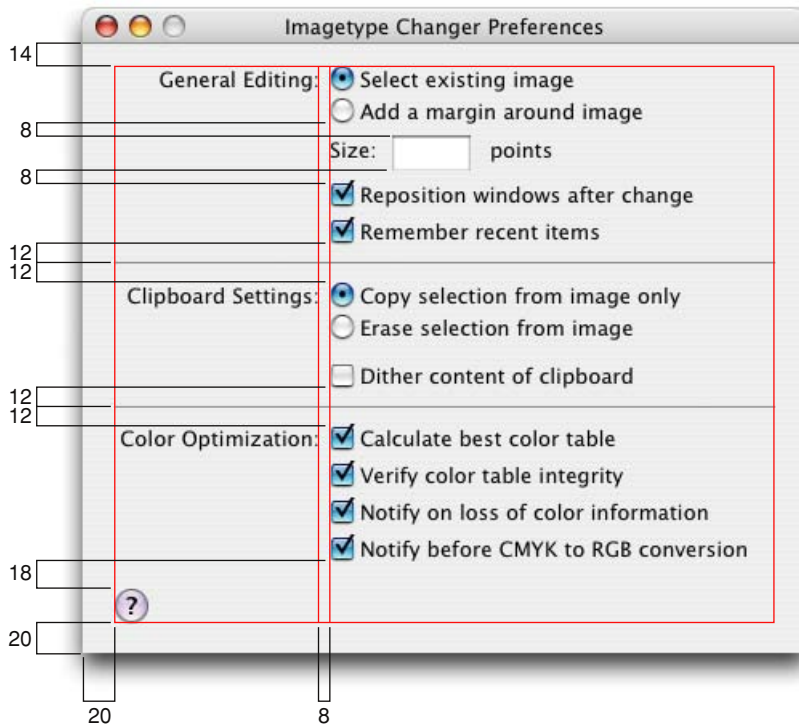 Imagetype Changer Preferences
14
General Editing: Select existing image
Add a margin around image
8
Size: points
8
Reposition windows after change
Remember recent items
12
12
Clipboard Settings: Copy selection from image only
Erase selection from image
Dither content of clipboard
12
12
Color Optimization: Calculate best color table
Verify color table integrity
Notify on loss of color information
Notify before CMYK to RGB conversion
18
?
20
20 8